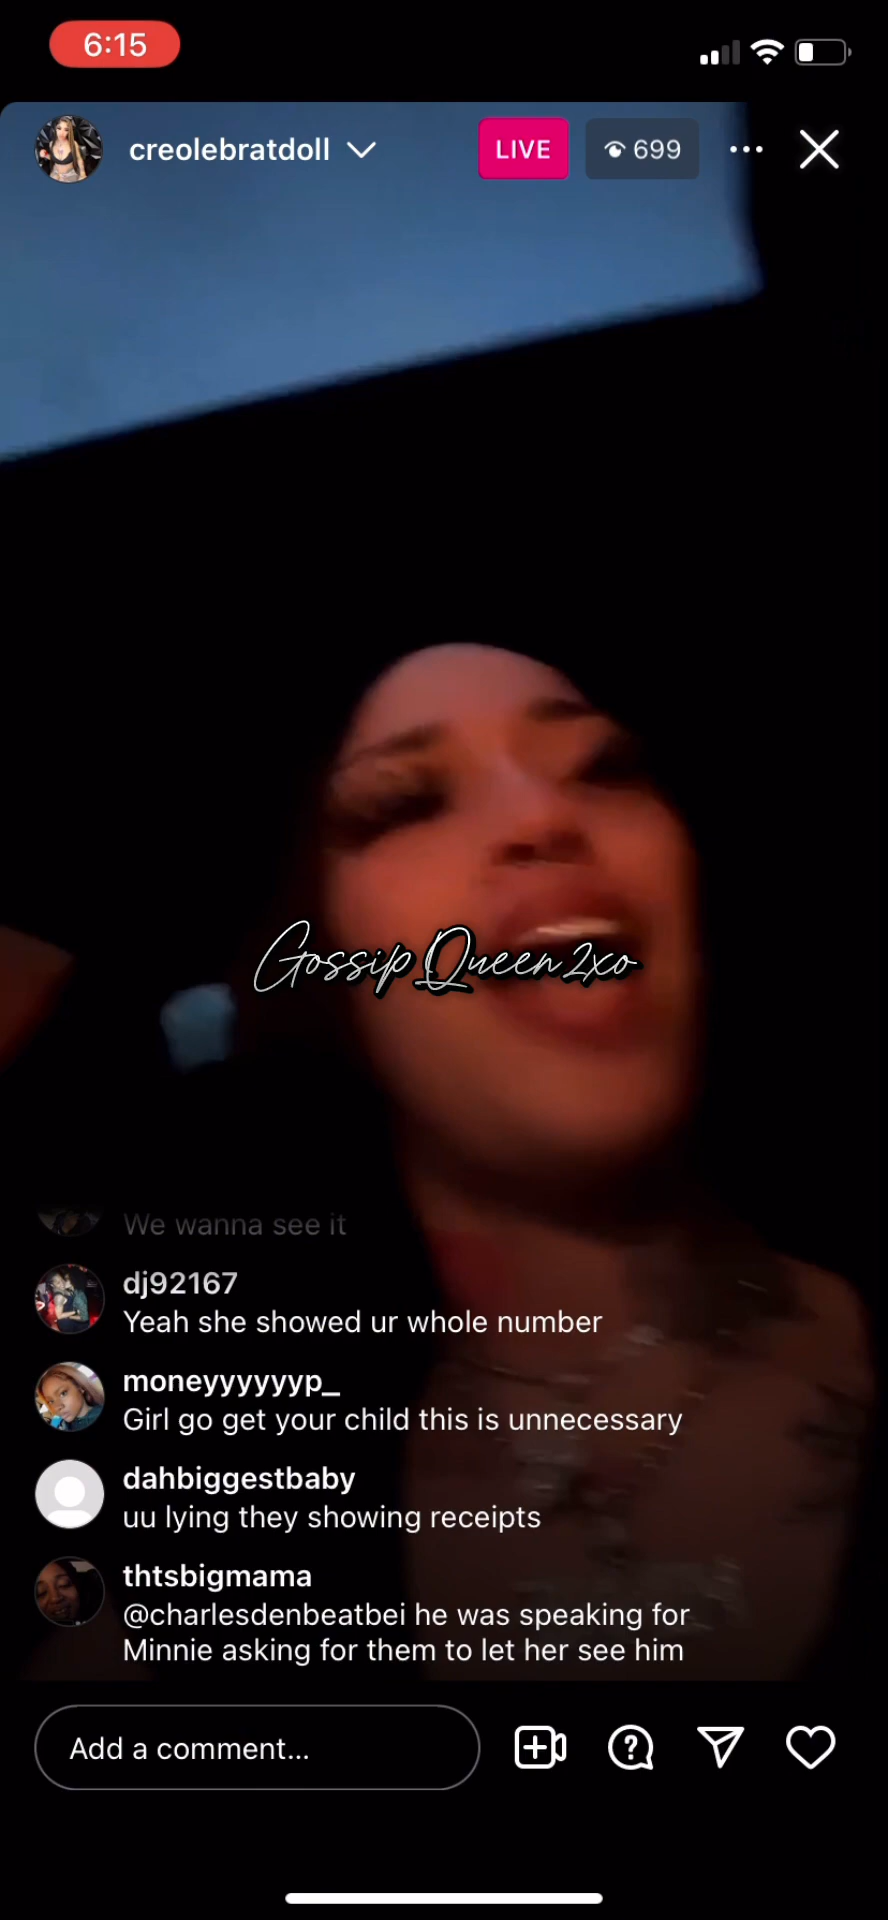 6:15
creolebratdoll
LIVE
699
Gossip Queen 2xo
We wanna see it
dj92167
Yeah she showed ur whole number
moneyyyyyyp_
Girl go get your child this is unnecessary
dahbiggestbaby
uu lying they showing receipts
thtsbigmama
@charlesdenbeatbei he was speaking for
Minnie asking for them to let her see him
Add a comment...